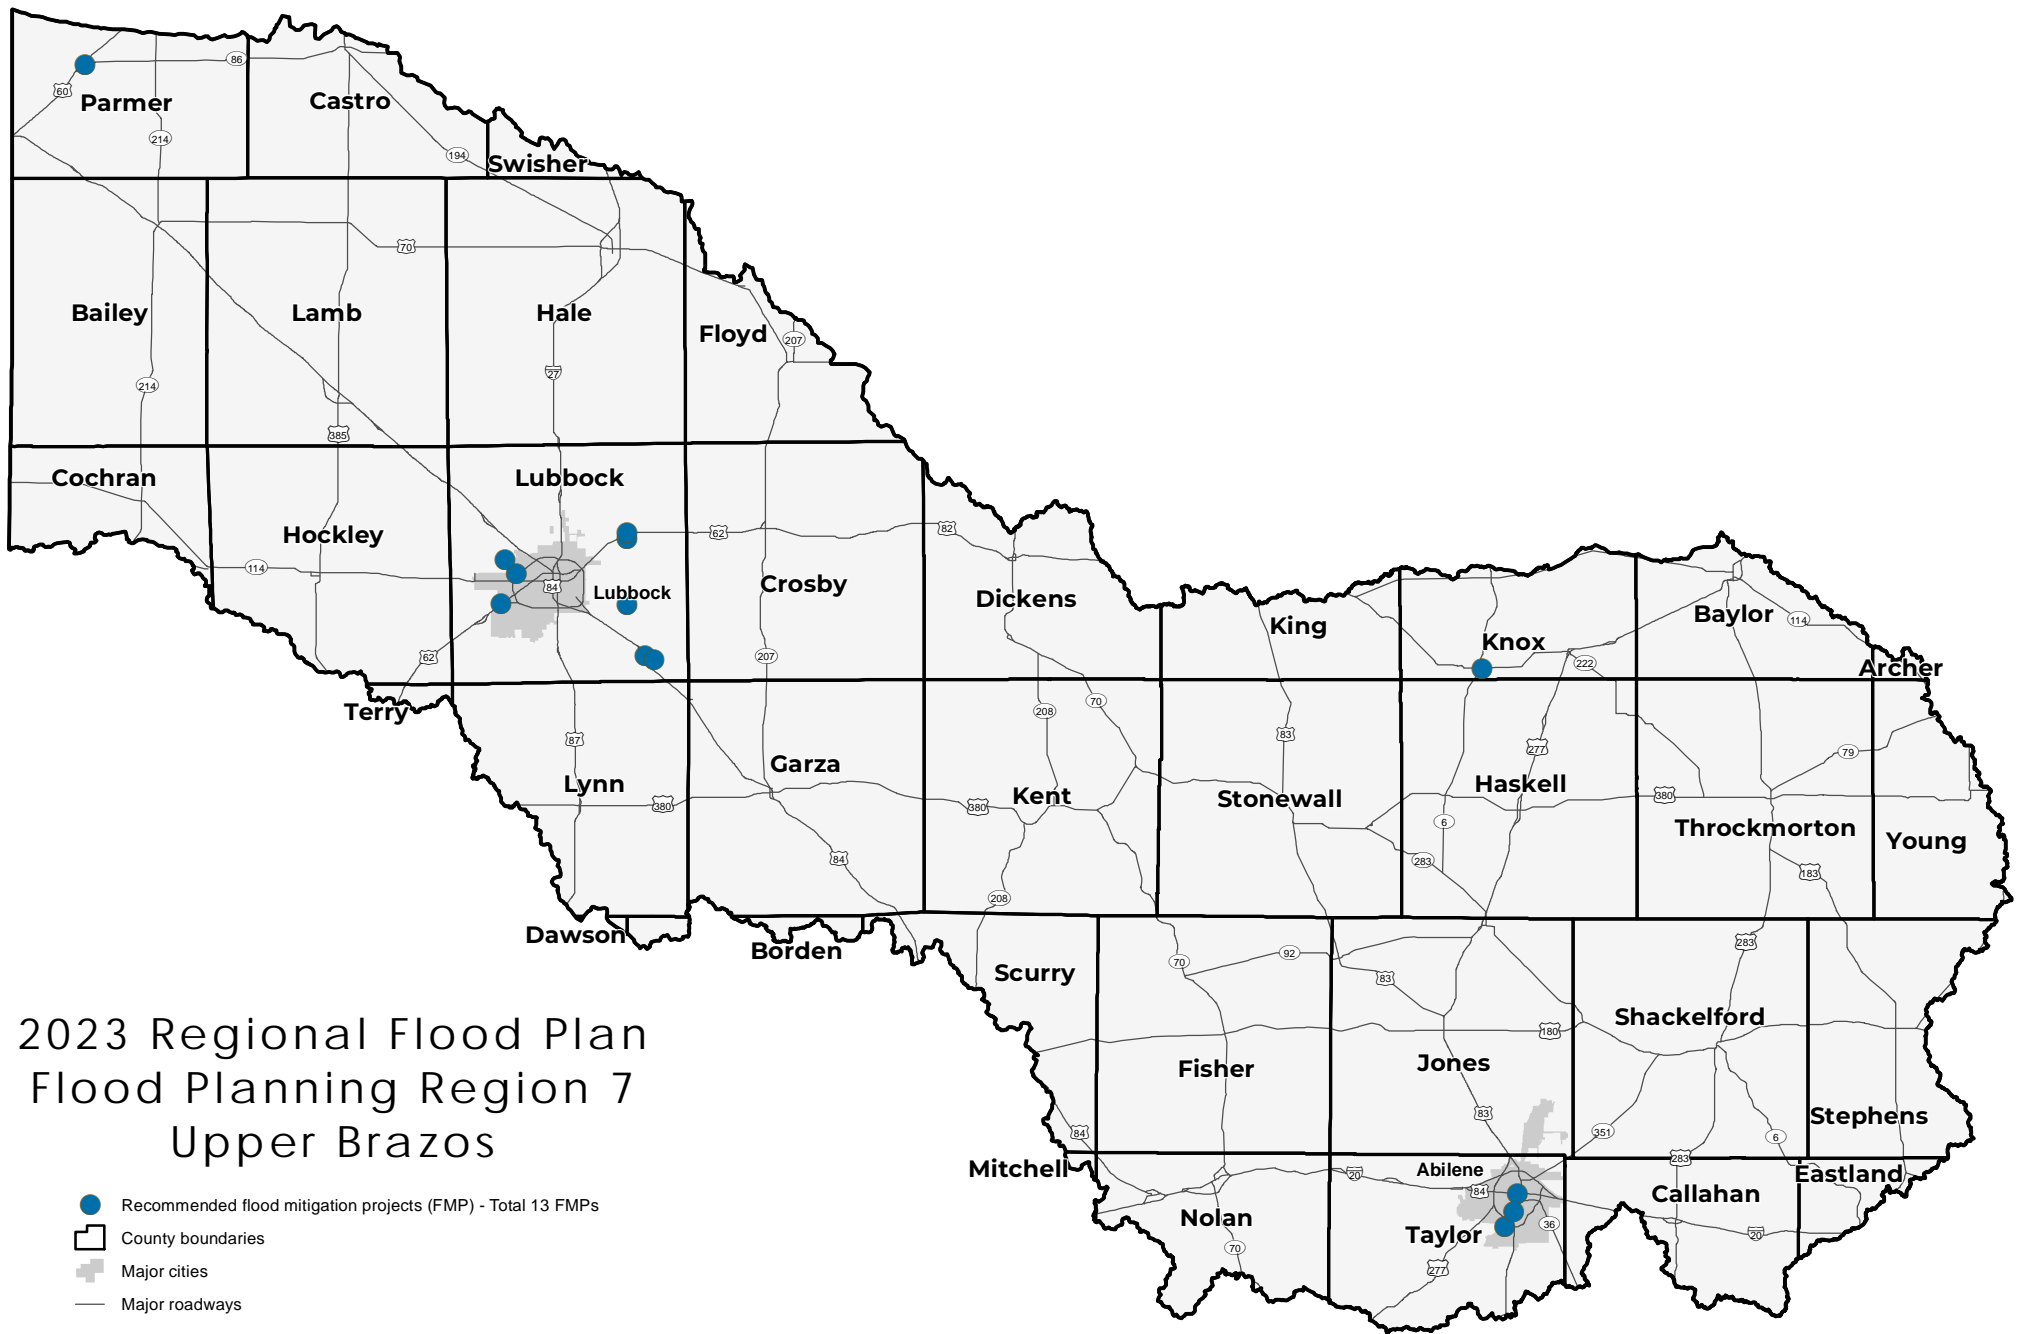 86
60
Parmer
Castro
214
194
Swisher
70
Bailey
Lamb
Hale
Floyd
207
27
214
385
Cochran
Lubbock
Hockley
62
82
114
84
Lubbock
Crosby
Dickens
King
Knox
Baylor
114
62
207
222
Archer
Terry
208
70
87
83
277
79
Lynn
Garza
Kent
Stonewall
Haskell
380
380
380
6
Throckmorton
Young
84
283
183
208
Dawson
Borden
Scurry
70
92
83
283
2023 Regional Flood Plan
Flood Planning Region 7
Upper Brazos
Fisher
Jones
180
Shackelford
83
Stephens
84
351
6
Mitchell
20
Abilene
84
283
Eastland
Callahan
Nolan
70
Taylor
36
20
277
Recommended flood mitigation projects (FMP) - Total 13 FMPs
County boundaries
Major cities
Major roadways